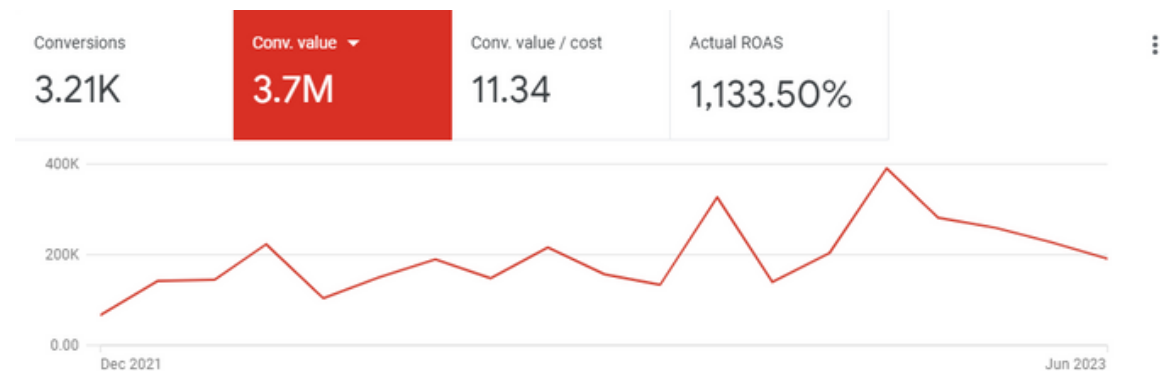 Conversions
3.21K
Conv. value
3.7M
Conv. value / cost
11.34
Actual ROAS
1,133.50%
400K
200K
0.00
Dec 2021
Jun 2023